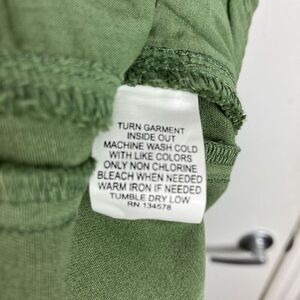 TURN GARMENT
INSIDE OUT
MACHINE WASH COLD
WITH LIKE COLORS
ONLY NON CHLORINE
BLEACH WHEN NEEDED
WARM IRON IF NEEDED
TUMBLE DRY LOW
RN 134578